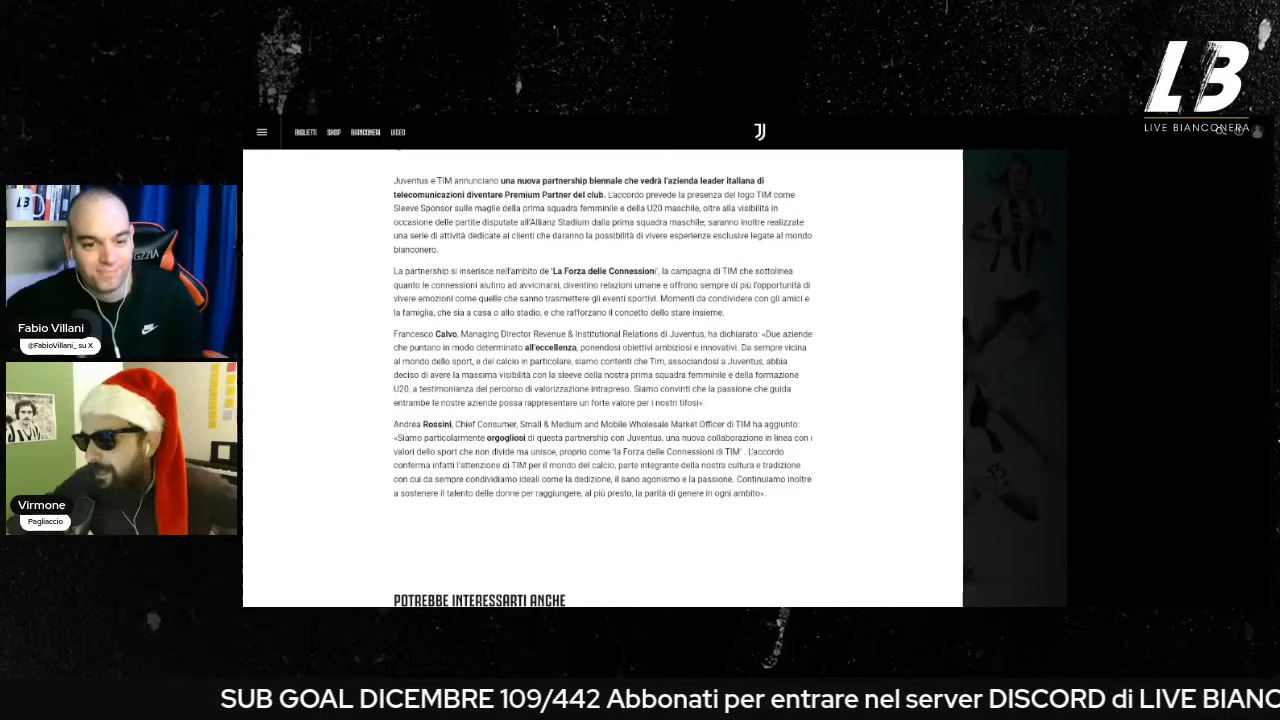 LB
LIVE BIANCONERA
BIGLIETTI SHOP BIANCONERI VIDEO
Juventus e TIM annunciano una nuova partnership biennale che vedrà l'azienda leader italiana di
telecomunicazioni diventare Premium Partner del club. L'accordo prevede la presenza del logo TIM come
Sleeve Sponsor sulle maglie della prima squadra femminile e della U20 maschile, oltre alla visibilità in
occasione delle partite disputate all'Allianz Stadium dalla prima squadra maschile; saranno inoltre realizzate
una serie di attività dedicate ai clienti che daranno la possibilità di vivere esperienze esclusive legate al mondo
bianconero.
La partnership si inserisce nell'ambito de 'La Forza delle Connessioni', la campagna di TIM che sottolinea
quanto le connessioni aiutino ad avvicinarsi, diventino relazioni umane e offrono sempre di più l'opportunità di
vivere emozioni come quelle che sanno trasmettere gli eventi sportivi. Momenti da condividere con gli amici e
la famiglia, che sia a casa o allo stadio, e che rafforzano il concetto dello stare insieme.
Francesco Calvo, Managing Director Revenue & Institutional Relations di Juventus, ha dichiarato: «Due aziende
che puntano in modo determinato all'eccellenza, ponendosi obiettivi ambiziosi e innovativi. Da sempre vicina
al mondo dello sport, e del calcio in particolare, siamo contenti che Tim, associandosi a Juventus, abbia
deciso di avere la massima visibilità con la sleeve della nostra prima squadra femminile e della formazione
U20, a testimonianza del percorso di valorizzazione intrapreso. Siamo convinti che la passione che guida
entrambe le nostre aziende possa rappresentare un forte valore per i nostri tifosi».
Andrea Rossini, Chief Consumer, Small & Medium and Mobile Wholesale Market Officer di TIM ha aggiunto:
«Siamo particolarmente orgogliosi di questa partnership con Juventus, una nuova collaborazione in linea con i
valori dello sport che non divide ma unisce, proprio come 'la Forza delle Connessioni di TIM' . L'accordo
conferma infatti l'attenzione di TIM per il mondo del calcio, parte integrante della nostra cultura e tradizione
con cui da sempre condividiamo ideali come la dedizione, il sano agonismo e la passione. Continuiamo inoltre
a sostenere il talento delle donne per raggiungere, al più presto, la parità di genere in ogni ambito».
POTREBBE INTERESSARTI ANCHE
LB
Fabio Villani
@FabioVillani_ su X
Virmone
Pagliaccio
SUB GOAL DICEMBRE 109/442 Abbonati per entrare nel server DISCORD di LIVE BIANC